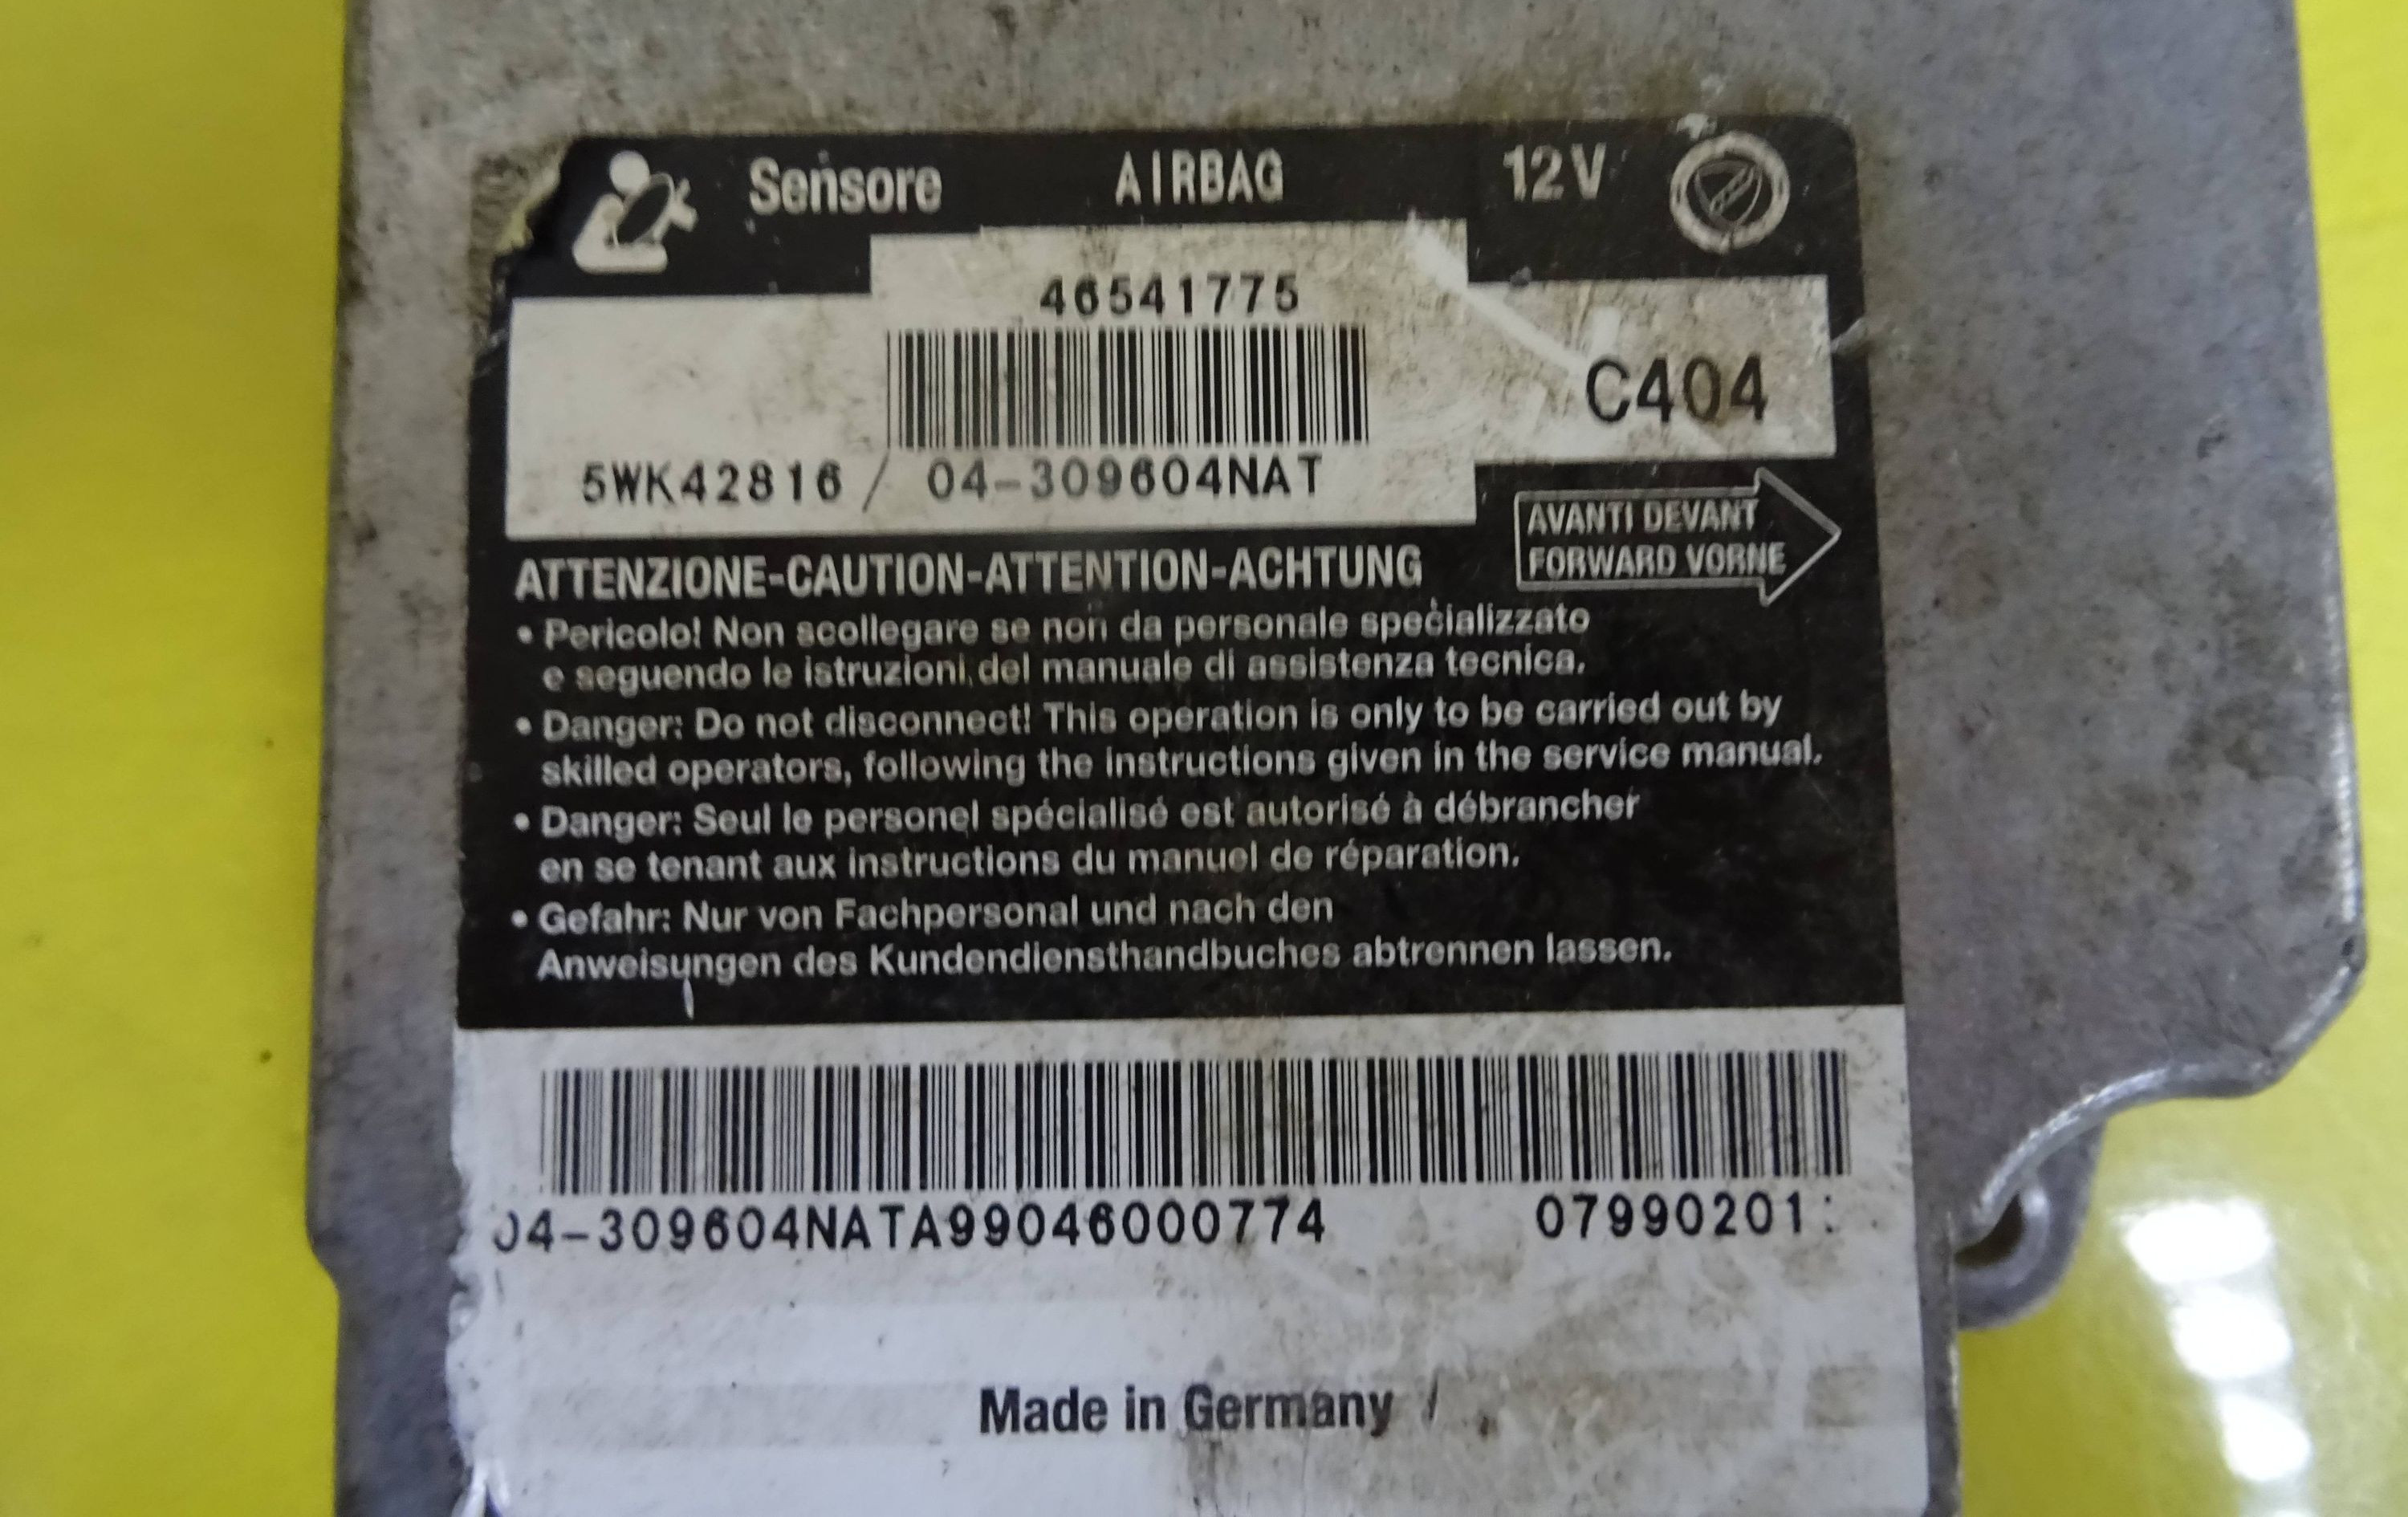 Sensore AIRBAG 12V
46541775
C404
5WK42816 / 04-309604NAT
AVANTI DEVANT
FORWARD VORNE
ATTENZIONE-CAUTION-ATTENTION-ACHTUNG
• Pericolo! Non scollegare se non da personale specializzato
e seguendo le istruzioni del manuale di assistenza tecnica.
• Danger: Do not disconnect! This operation is only to be carried out by
skilled operators, following the instructions given in the service manual.
• Danger: Seul le personel spécialisé est autorisé à débrancher
en se tenant aux instructions du manuel de réparation.
• Gefahr: Nur von Fachpersonal und nach den
Anweisungen des Kundendiensthandbuches abtrennen lassen.
04-309604NATA99046000774 07990201
Made in Germany